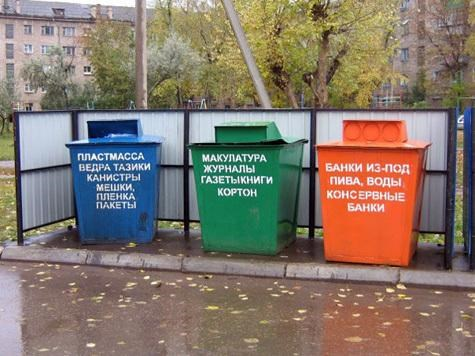 ПЛАСТМАССА
ВЕДРА ТАЗИКИ
КАНИСТРЫ
МЕШКИ,
ПЛЕНКА
ПАКЕТЫ
МАКУЛАТУРА
ЖУРНАЛЫ
ГАЗЕТЫКНИГИ
КОРТОН
БАНКИ ИЗ-ПОД
ПИВА, ВОДЫ
КОНСЕРВНЫЕ
БАНКИ